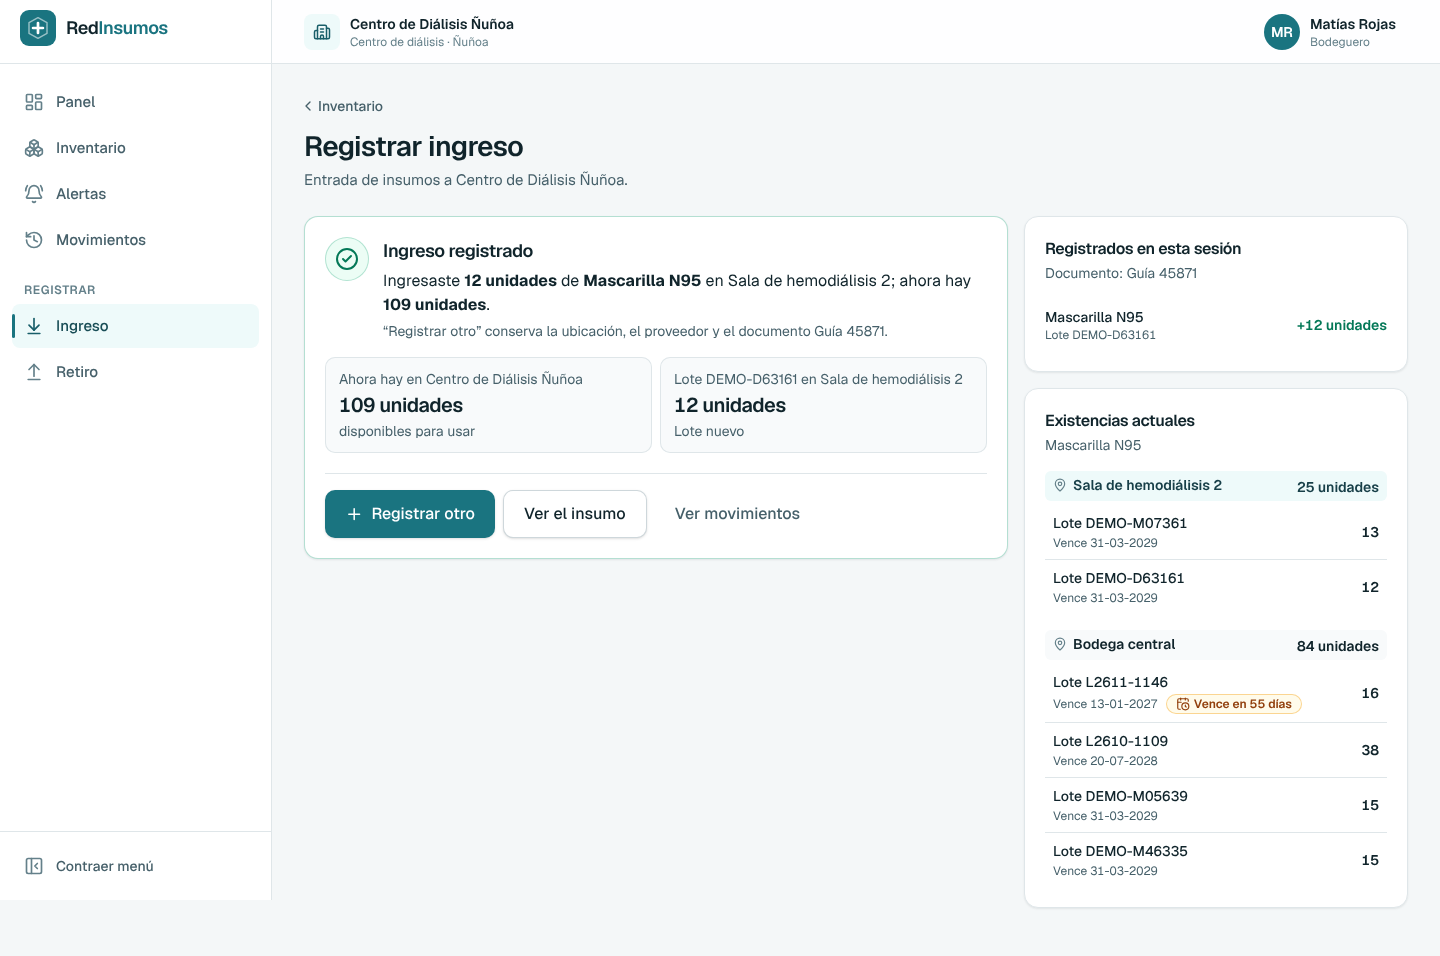 RedInsumos
Centro de Diálisis Ñuñoa
Centro de diálisis · Ñuñoa
MR
Matías Rojas
Bodeguero
Panel
Inventario
Alertas
Movimientos
REGISTRAR
Ingreso
Retiro
Contraer menú
Inventario
Registrar ingreso
Entrada de insumos a Centro de Diálisis Ñuñoa.
Ingreso registrado
Ingresaste 12 unidades de Mascarilla N95 en Sala de hemodiálisis 2; ahora hay
109 unidades.
“Registrar otro” conserva la ubicación, el proveedor y el documento Guía 45871.
Ahora hay en Centro de Diálisis Ñuñoa
109 unidades
disponibles para usar
Lote DEMO-D63161 en Sala de hemodiálisis 2
12 unidades
Lote nuevo
Registrar otro
Ver el insumo
Ver movimientos
Registrados en esta sesión
Documento: Guía 45871
Mascarilla N95
Lote DEMO-D63161
+12 unidades
Existencias actuales
Mascarilla N95
Sala de hemodiálisis 2
25 unidades
Lote DEMO-M07361
Vence 31-03-2029
13
Lote DEMO-D63161
Vence 31-03-2029
12
Bodega central
84 unidades
Lote L2611-1146
Vence 13-01-2027
Vence en 55 días
16
Lote L2610-1109
Vence 20-07-2028
38
Lote DEMO-M05639
Vence 31-03-2029
15
Lote DEMO-M46335
Vence 31-03-2029
15